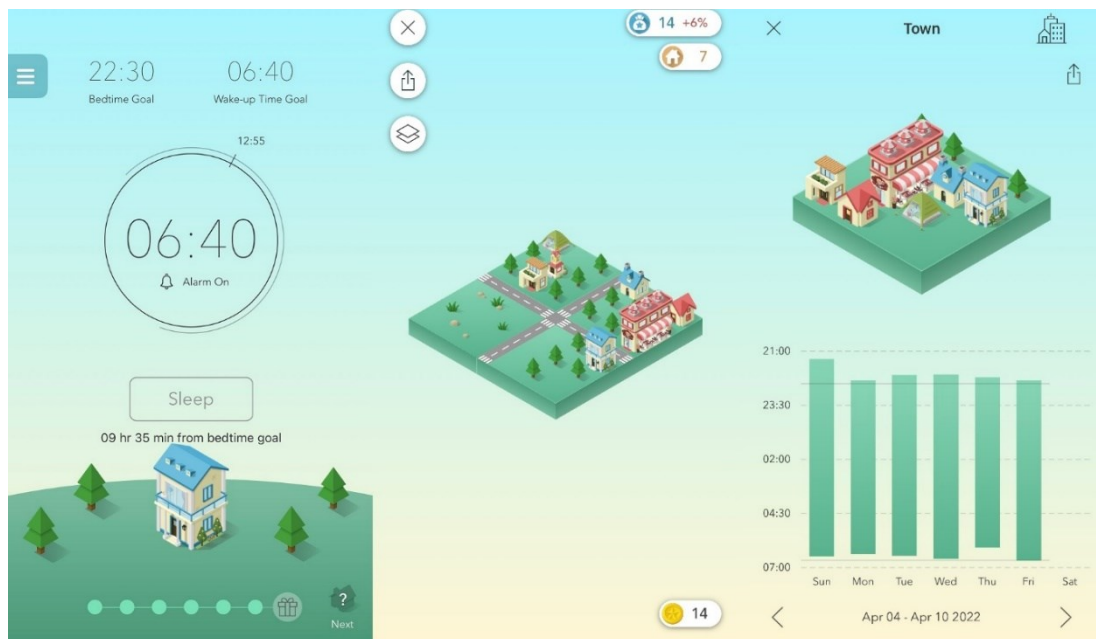 22:30
06:40
Bedtime Goal
Wake-up Time Goal
12:55
06:40
Alarm On
Sleep
09 hr 35 min from bedtime goal
?
Next
14 +6%
7
14
Town
21:00
23:30
02:00
04:30
07:00
Sun Mon Tue Wed Thu Fri Sat
Apr 04 - Apr 10 2022